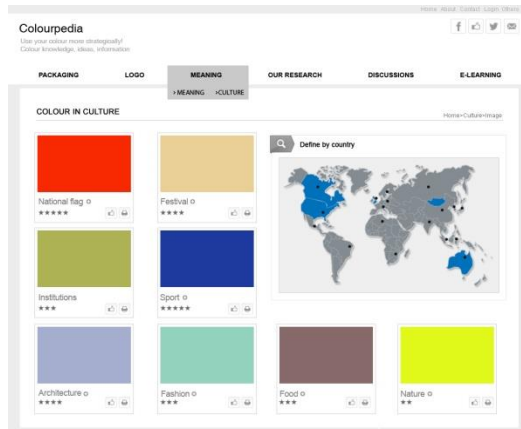 Home About Contact Login Others
Colourpedia
Use your colour more strategically!
Colour knowledge, ideas, information
PACKAGING LOGO MEANING OUR RESEARCH DISCUSSIONS E-LEARNING
>MEANING >CULTURE
COLOUR IN CULTURE
Home>Culture>Image
Define by country
National flag
Festival
Institutions
Sport
Architecture
Fashion
Food
Nature